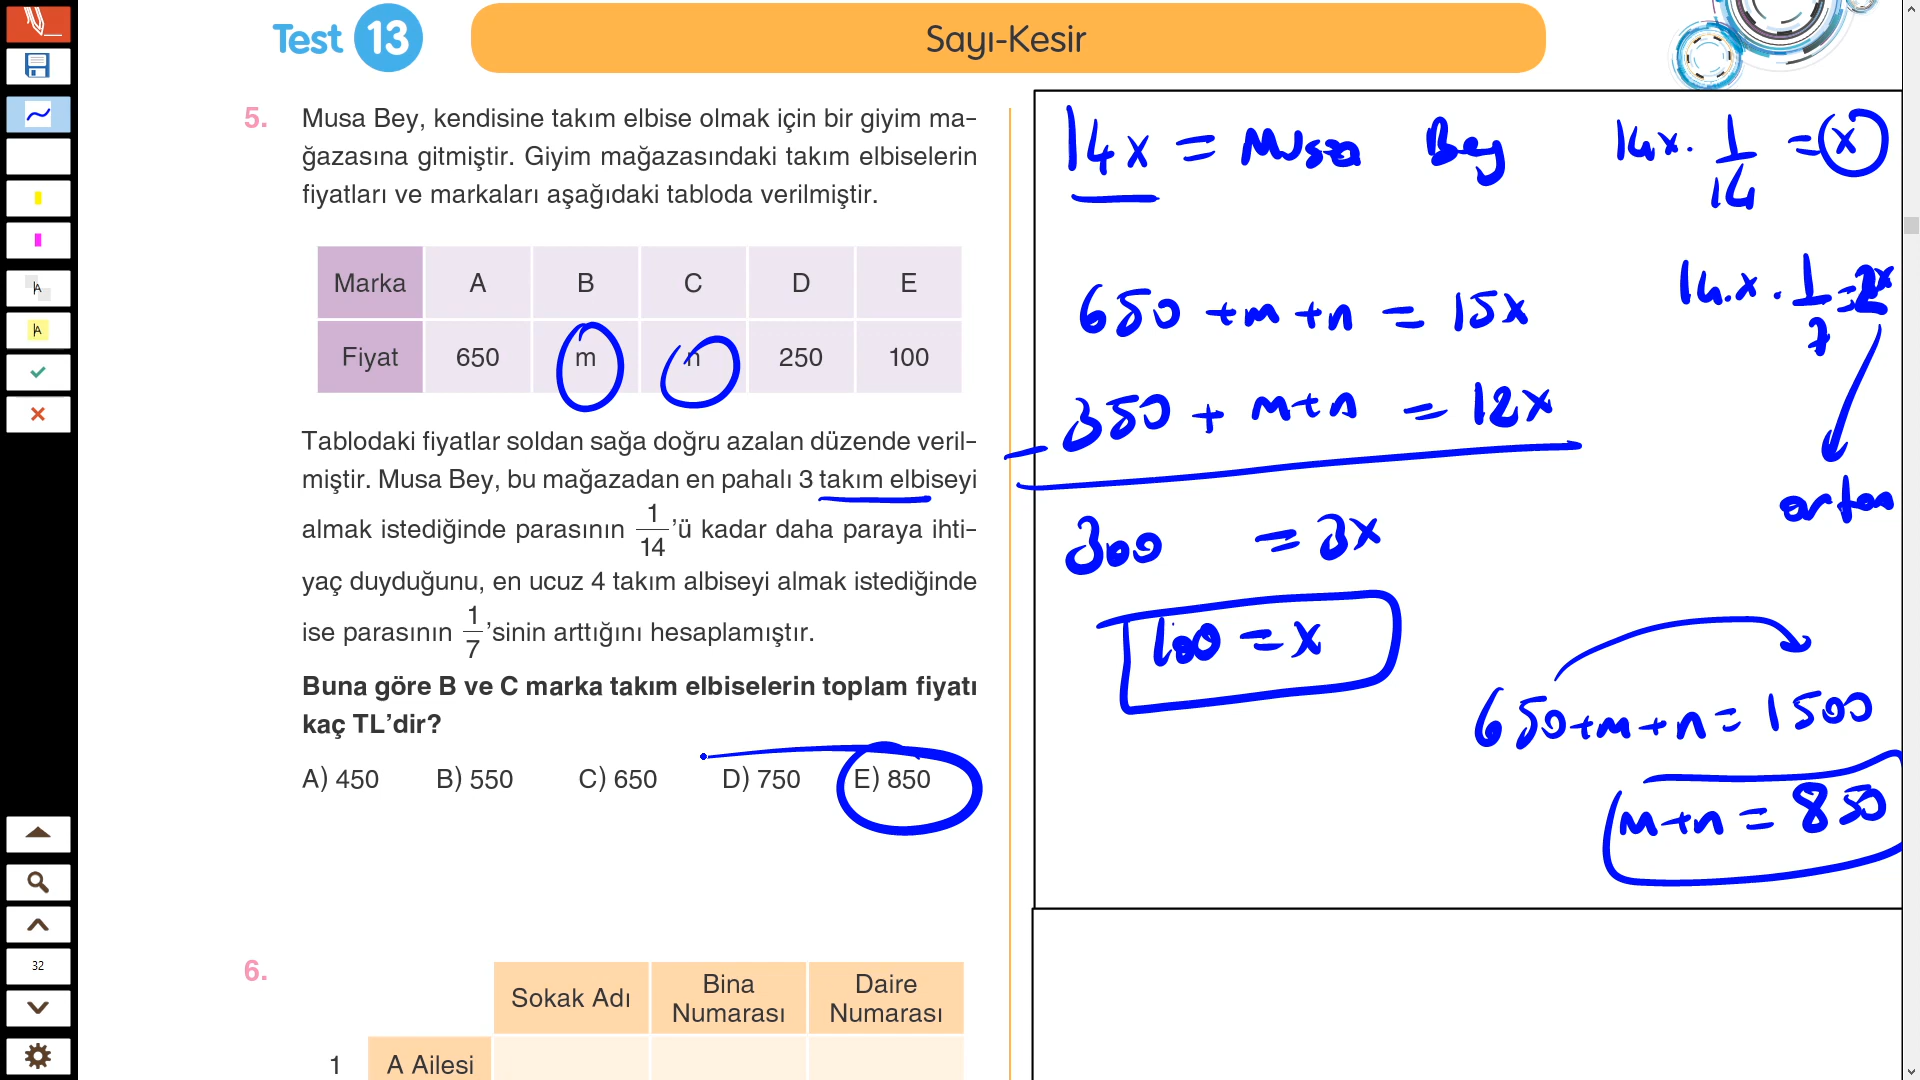 Test 13
Sayı-Kesir
5. Musa Bey, kendisine takım elbise olmak için bir giyim ma-
ğazasına gitmiştir. Giyim mağazasındaki takım elbiselerin
fiyatları ve markaları aşağıdaki tabloda verilmiştir.
Marka A B C D E
Fiyat 650 m n 250 100
Tablodaki fiyatlar soldan sağa doğru azalan düzende veril-
miştir. Musa Bey, bu mağazadan en pahalı 3 takım elbiseyi
almak istediğinde parasının 1/14 'ü kadar daha paraya ihti-
yaç duyduğunu, en ucuz 4 takım albiseyi almak istediğinde
ise parasının 1/7 'sinin arttığını hesaplamıştır.
Buna göre B ve C marka takım elbiselerin toplam fiyatı
kaç TL'dir?
A) 450 B) 550 C) 650 D) 750 E) 850
14x = Musa Bey
14x. 1/14 = x
14.x. 1/7 = 2x
artan
650 + m + n = 15x
- 350 + m + n = 12x
300 = 3x
100 = x
650 + m + n = 1500
m + n = 850
6.
Sokak Adı
Bina Numarası
Daire Numarası
1 A Ailesi
32